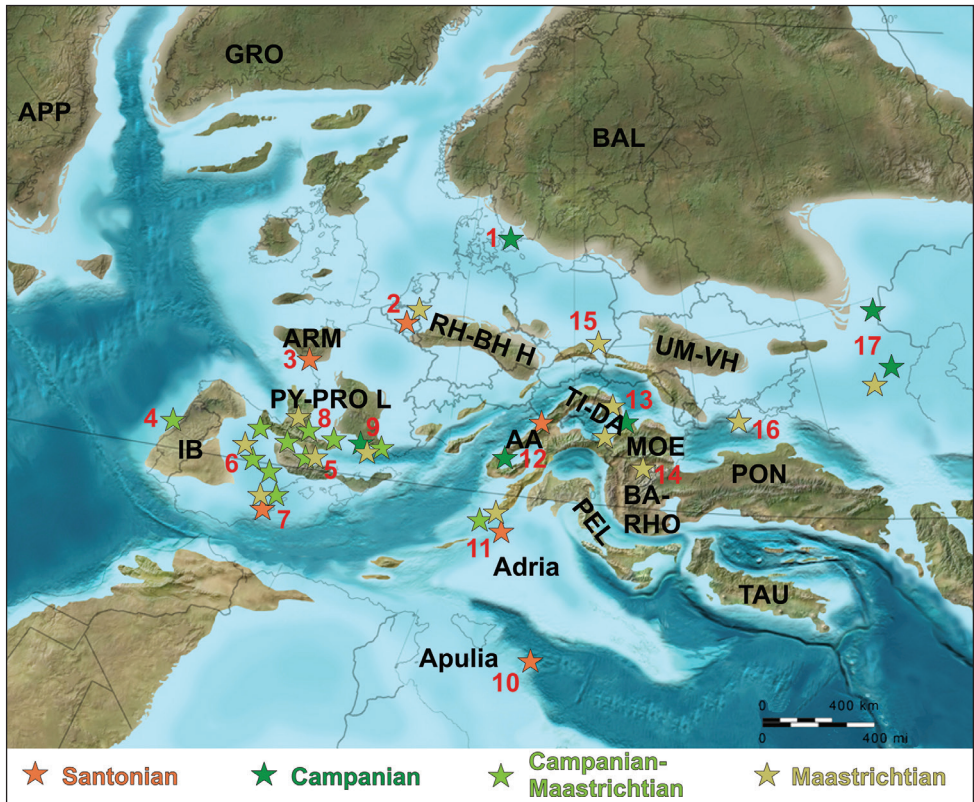 GRO
60°
APP
BAL
1
2
RH-BH H
15
ARM
3
UM-VH
17
PY-PRO L
4
8
TI-DA
13
IB
9
AA
MOE
16
6
5
12
14
PON
BA-
RHO
7
PEL
11
Adria
TAU
Apulia
10
0 400 km
0 400 mi
Santonian
Campanian
Campanian-
Maastrichtian
Maastrichtian